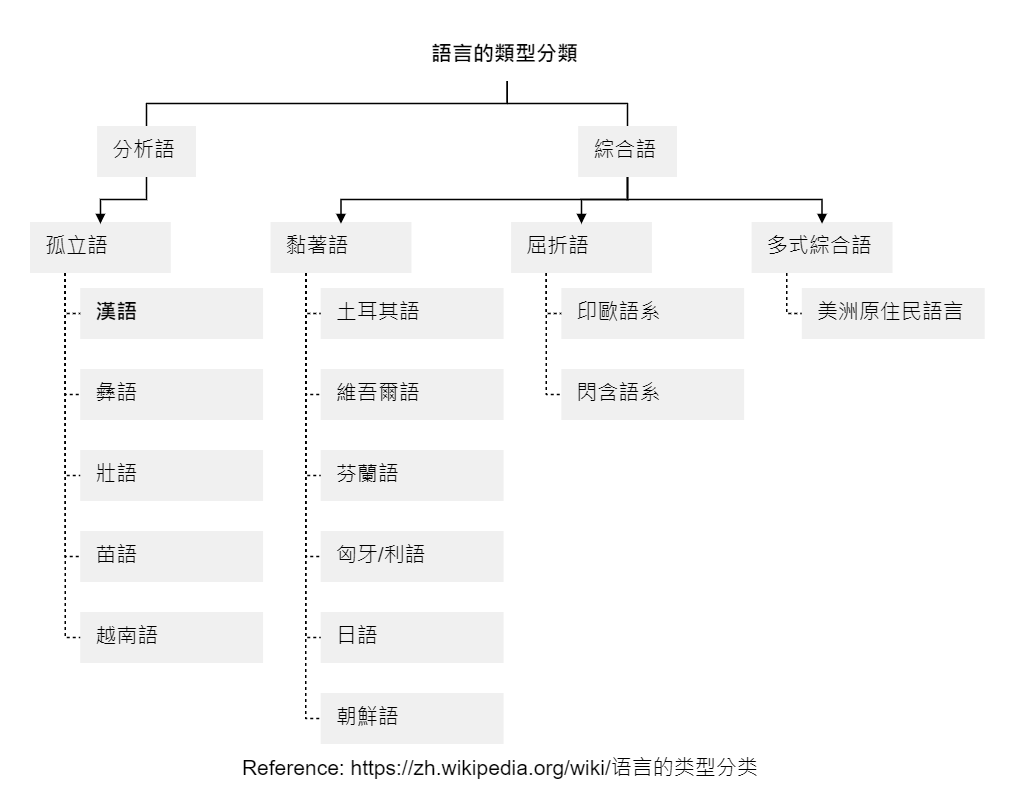 語言的類型分類
分析語
綜合語
孤立語
黏著語
屈折語
多式綜合語
漢語
土耳其語
印歐語系
美洲原住民語言
彝語
維吾爾語
閃含語系
壯語
芬蘭語
苗語
匈牙/利語
越南語
日語
朝鮮語
Reference: https://zh.wikipedia.org/wiki/语言的类型分类